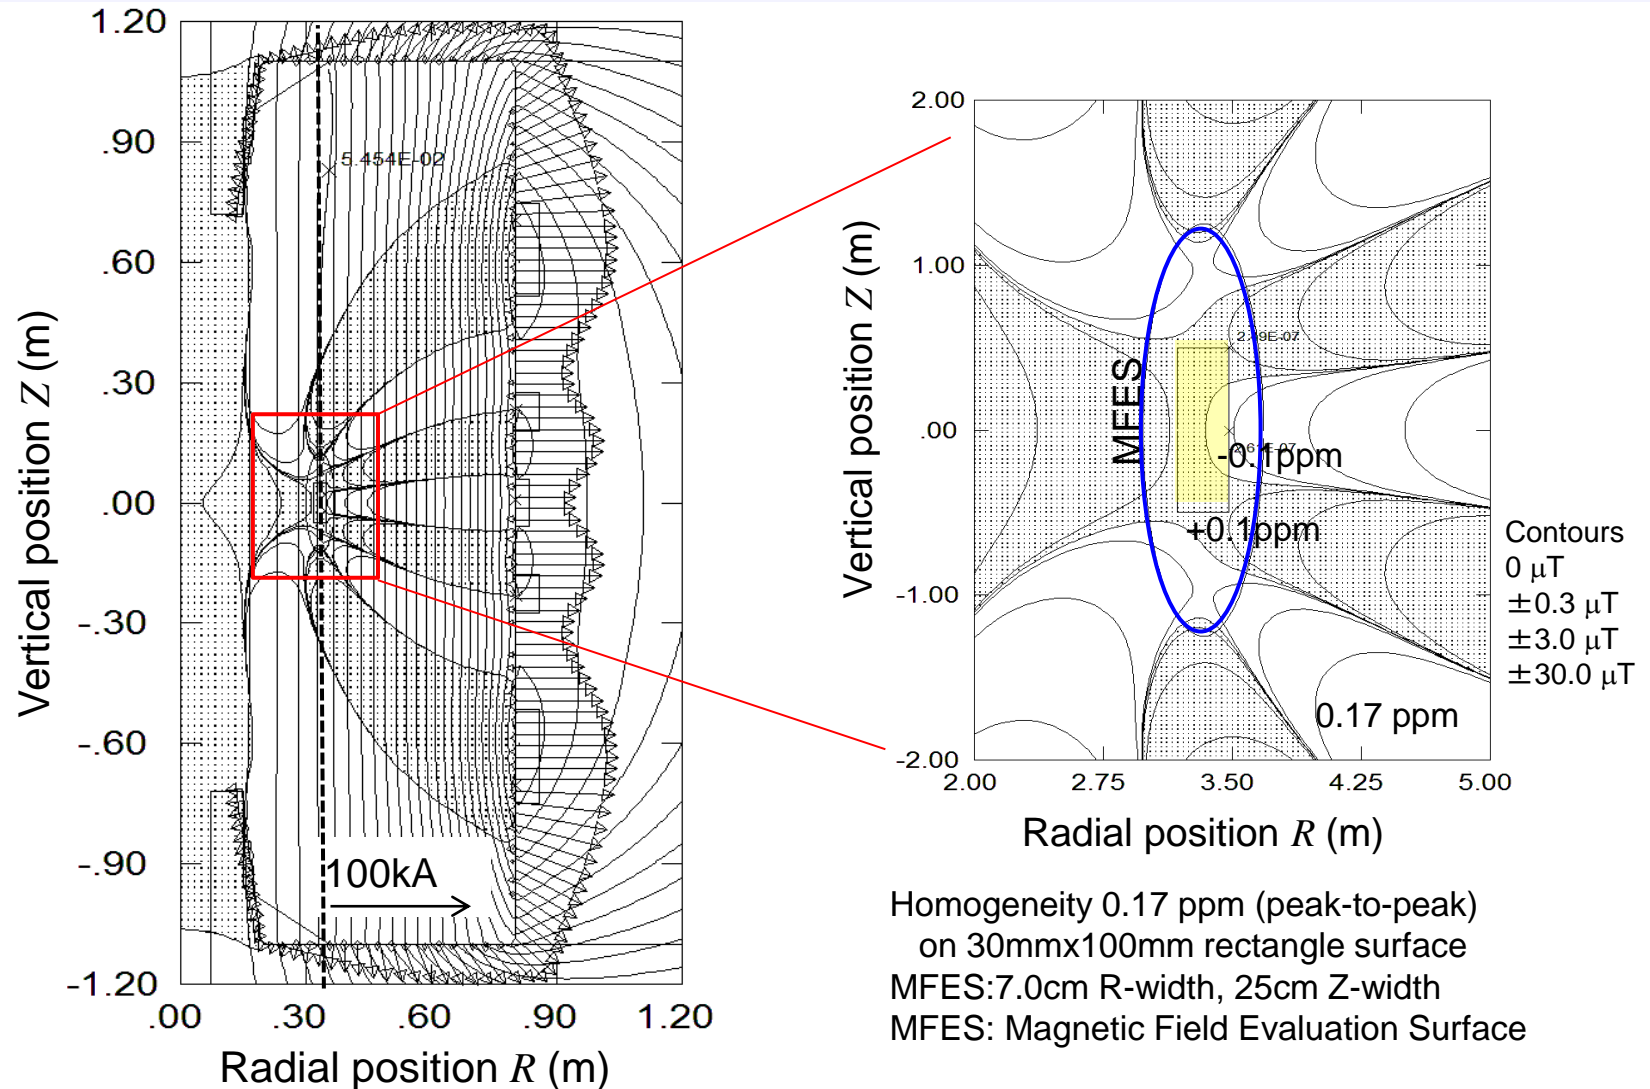 1.20
.90
.60
.30
.00
-.30
-.60
-.90
-1.20
Vertical position Z (m)
5.454E-02
100kA
.00 .30 .60 .90 1.20
Radial position R (m)
2.00
1.00
.00
-1.00
-2.00
Vertical position Z (m)
MFES
-0.1ppm
+0.1ppm
0.17 ppm
2.00 2.75 3.50 4.25 5.00
Radial position R (m)
Contours
0 μT
±0.3 μT
±3.0 μT
±30.0 μT
Homogeneity 0.17 ppm (peak-to-peak)
on 30mmx100mm rectangle surface
MFES:7.0cm R-width, 25cm Z-width
MFES: Magnetic Field Evaluation Surface